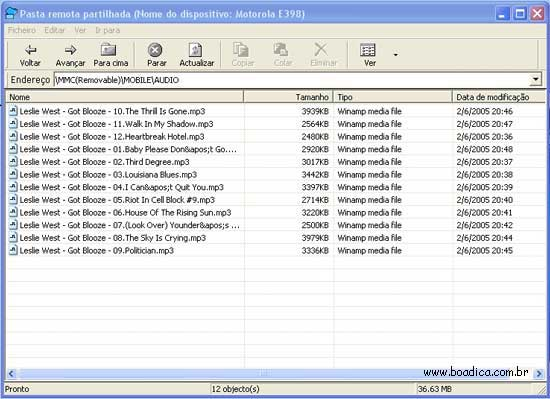 Pasta remota partilhada (Nome do dispositivo: Motorola E398)
Ficheiro Editar Ver Ir para
Voltar Avançar Para cima Parar Actualizar Copiar Colar Eliminar Ver
Endereço \MMC(Removable)\MOBILE\AUDIO
Nome Tamanho Tipo Data de modificação
Leslie West - Got Blooze - 10.The Thrill Is Gone.mp3 3939KB Winamp media file 2/6/2005 20:46
Leslie West - Got Blooze - 11.Walk In My Shadow.mp3 2564KB Winamp media file 2/6/2005 20:47
Leslie West - Got Blooze - 12.Heartbreak Hotel.mp3 2480KB Winamp media file 2/6/2005 20:36
Leslie West - Got Blooze - 01.Baby Please Don&apos;t Go.... 2920KB Winamp media file 2/6/2005 20:48
Leslie West - Got Blooze - 02.Third Degree.mp3 3017KB Winamp media file 2/6/2005 20:37
Leslie West - Got Blooze - 03.Louisiana Blues.mp3 3442KB Winamp media file 2/6/2005 20:38
Leslie West - Got Blooze - 04.I Can&apos;t Quit You.mp3 3397KB Winamp media file 2/6/2005 20:39
Leslie West - Got Blooze - 05.Riot In Cell Block #9.mp3 2714KB Winamp media file 2/6/2005 20:40
Leslie West - Got Blooze - 06.House Of The Rising Sun.mp3 3220KB Winamp media file 2/6/2005 20:41
Leslie West - Got Blooze - 07.(Look Over) Younder&apos;s ... 2500KB Winamp media file 2/6/2005 20:42
Leslie West - Got Blooze - 08.The Sky Is Crying.mp3 3979KB Winamp media file 2/6/2005 20:44
Leslie West - Got Blooze - 09.Politician.mp3 3336KB Winamp media file 2/6/2005 20:45
www.boadica.com.br
Pronto 12 objecto(s) 36.63 MB